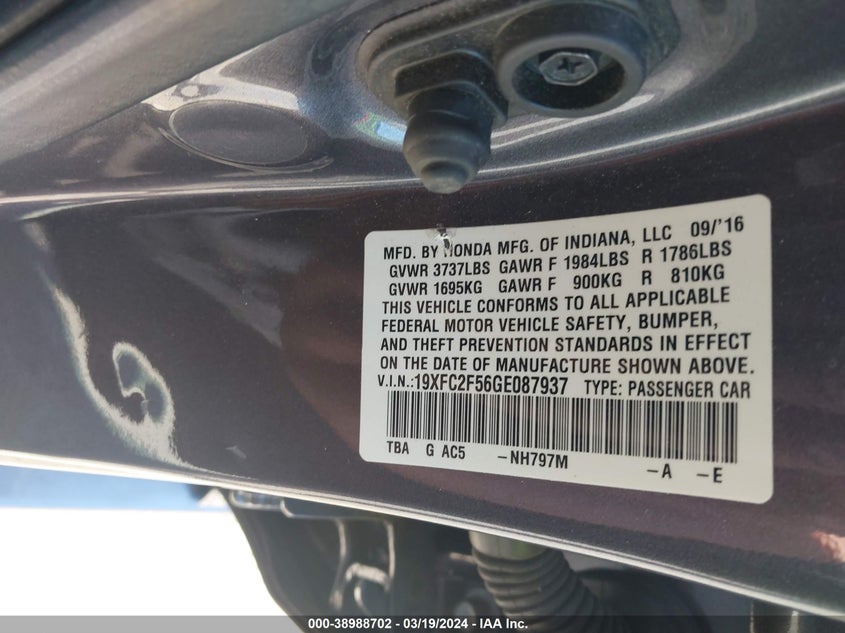 MFD. BY HONDA MFG. OF INDIANA, LLC 09/'16
GVWR 3737LBS GAWR F 1984LBS R 1786LBS
GVWR 1695KG GAWR F 900KG R 810KG
THIS VEHICLE CONFORMS TO ALL APPLICABLE
FEDERAL MOTOR VEHICLE SAFETY, BUMPER,
AND THEFT PREVENTION STANDARDS IN EFFECT
ON THE DATE OF MANUFACTURE SHOWN ABOVE.
V.I.N.:19XFC2F56GE087937 TYPE: PASSENGER CAR
TBA G AC5 -NH797M -A -E
000-38988702 - 03/19/2024 - IAA Inc.